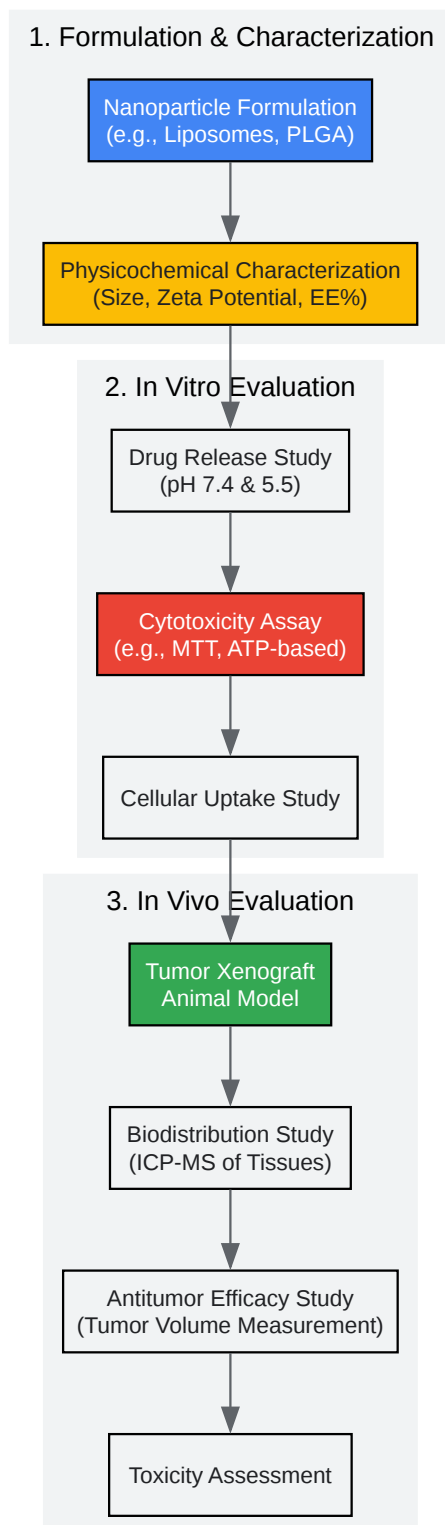 1. Formulation & Characterization
Nanoparticle Formulation
(e.g., Liposomes, PLGA)
Physicochemical Characterization
(Size, Zeta Potential, EE%)
2. In Vitro Evaluation
Drug Release Study
(pH 7.4 & 5.5)
Cytotoxicity Assay
(e.g., MTT, ATP-based)
Cellular Uptake Study
3. In Vivo Evaluation
Tumor Xenograft
Animal Model
Biodistribution Study
(ICP-MS of Tissues)
Antitumor Efficacy Study
(Tumor Volume Measurement)
Toxicity Assessment